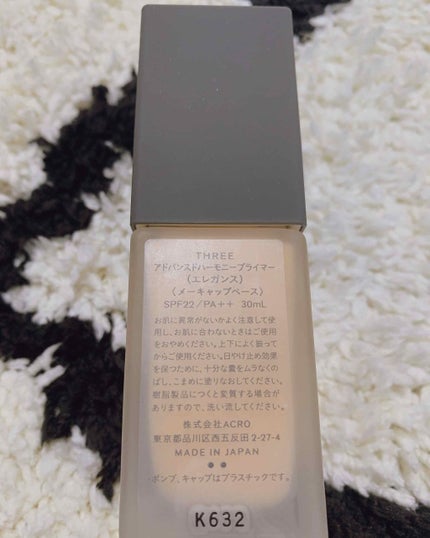 THREE
アドバンスドハーモニープライマー
(エレガンス)
〈メーキャップベース〉
SPF22/PA++ 30mL
お肌に異常がないかよく注意して使
用し、お肌に合わないときはご使用
をおやめください。上下によく振って
からご使用ください。日やけ止め効果
を保つために、十分な量をムラなくの
ばし、こまめに塗りなおしてください。
樹脂製品につくと変質する場合が
ありますので、洗い流してください。
株式会社ACRO
東京都品川区西五反田2-27-4
MADE IN JAPAN
ポンプ、キャップはプラスチックです。
K632